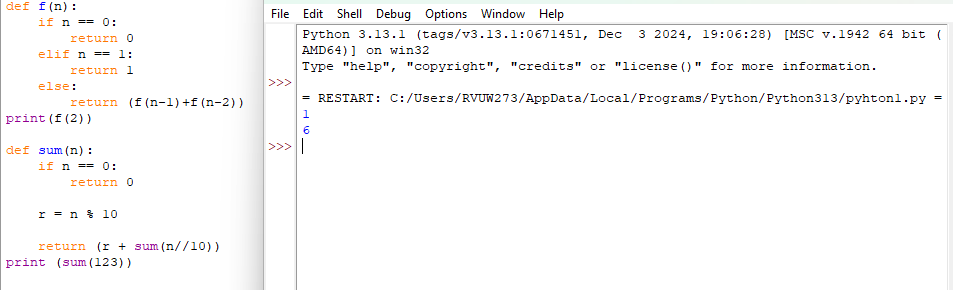 def f(n):
    if n == 0:
        return 0
    elif n == 1:
        return 1
    else:
        return (f(n-1)+f(n-2))
print(f(2))

def sum(n):
    if n == 0:
        return 0

    r = n % 10

    return (r + sum(n//10))
print (sum(123))
File Edit Shell Debug Options Window Help
Python 3.13.1 (tags/v3.13.1:0671451, Dec  3 2024, 19:06:28) [MSC v.1942 64 bit (
AMD64)] on win32
Type "help", "copyright", "credits" or "license()" for more information.
>>>
= RESTART: C:/Users/RVUW273/AppData/Local/Programs/Python/Python313/pyhton1.py =
1
6
>>>